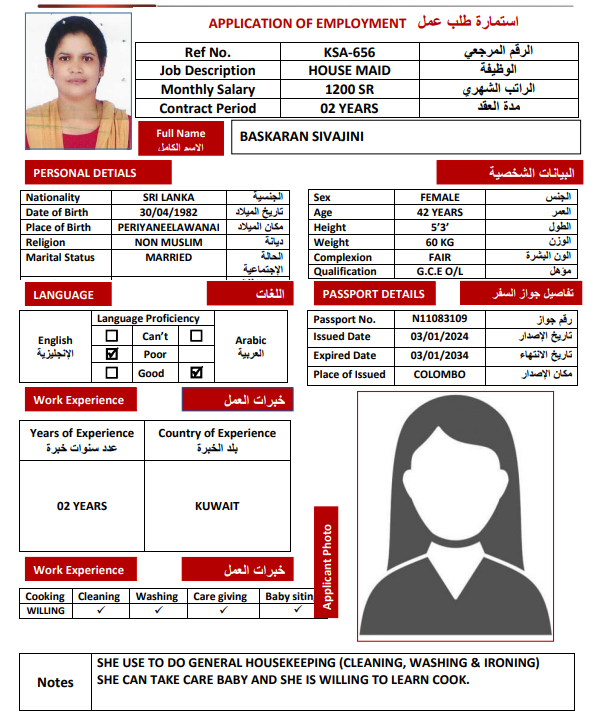 APPLICATION OF EMPLOYMENT استمارة طلب عمل
Ref No. KSA-656 الرقم المرجعي
Job Description HOUSE MAID الوظيفة
Monthly Salary 1200 SR الراتب الشهري
Contract Period 02 YEARS مدة العقد
Full Name BASKARAN SIVAJINI
الاسم الكامل
PERSONAL DETIALS البيانات الشخصية
Nationality SRI LANKA الجنسية
Date of Birth 30/04/1982 تاريخ الميلاد
Place of Birth PERIYANEELAWANAI مكان الميلاد
Religion NON MUSLIM ديانة
Marital Status MARRIED الحالة
الإجتماعية
Sex FEMALE الجنس
Age 42 YEARS العمر
Height 5’3’ الطول
Weight 60 KG الوزن
Complexion FAIR الون البشرة
Qualification G.C.E O/L مؤهل
LANGUAGE اللغات
Language Proficiency
English Can’t Arabic
الإنجليزية Poor العربية
Good
PASSPORT DETAILS تفاصيل جواز السفر
Passport No. N11083109 رقم جواز
Issued Date 03/01/2024 تاريخ الإصدار
Expired Date 03/01/2034 تاريخ الانتهاء
Place of Issued COLOMBO مكان الإصدار
Work Experience خبرات العمل
Years of Experience Country of Experience
عدد سنوات خبرة بلد الخبرة
02 YEARS KUWAIT
Applicant Photo
Work Experience خبرات العمل
Cooking Cleaning Washing Care giving Baby siting
WILLING ✓ ✓ ✓ ✓
Notes SHE USE TO DO GENERAL HOUSEKEEPING (CLEANING, WASHING & IRONING)
SHE CAN TAKE CARE BABY AND SHE IS WILLING TO LEARN COOK.